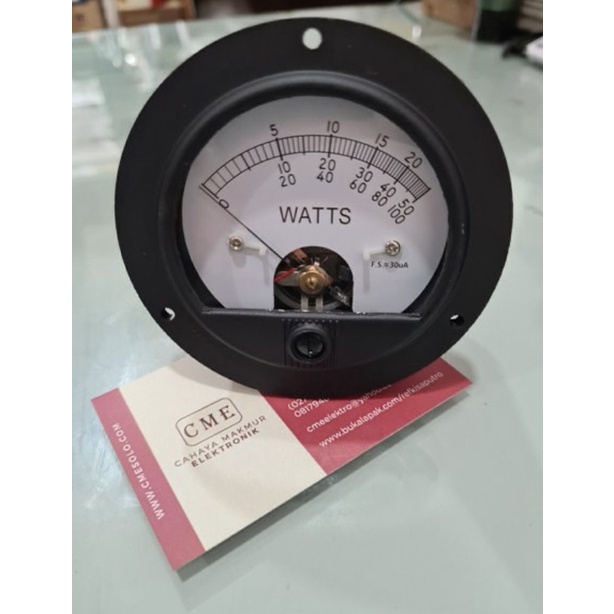 5 10 15 20
0 10 20 30 40 50
20 40 60 80 100
WATTS
F.S.=30uA
CME
CAHAYA MAKMUR
ELEKTRONIK
WWW.CMESOLO.COM
cmeelektro@yahoo
www.bukalapak.com/refkisaputro